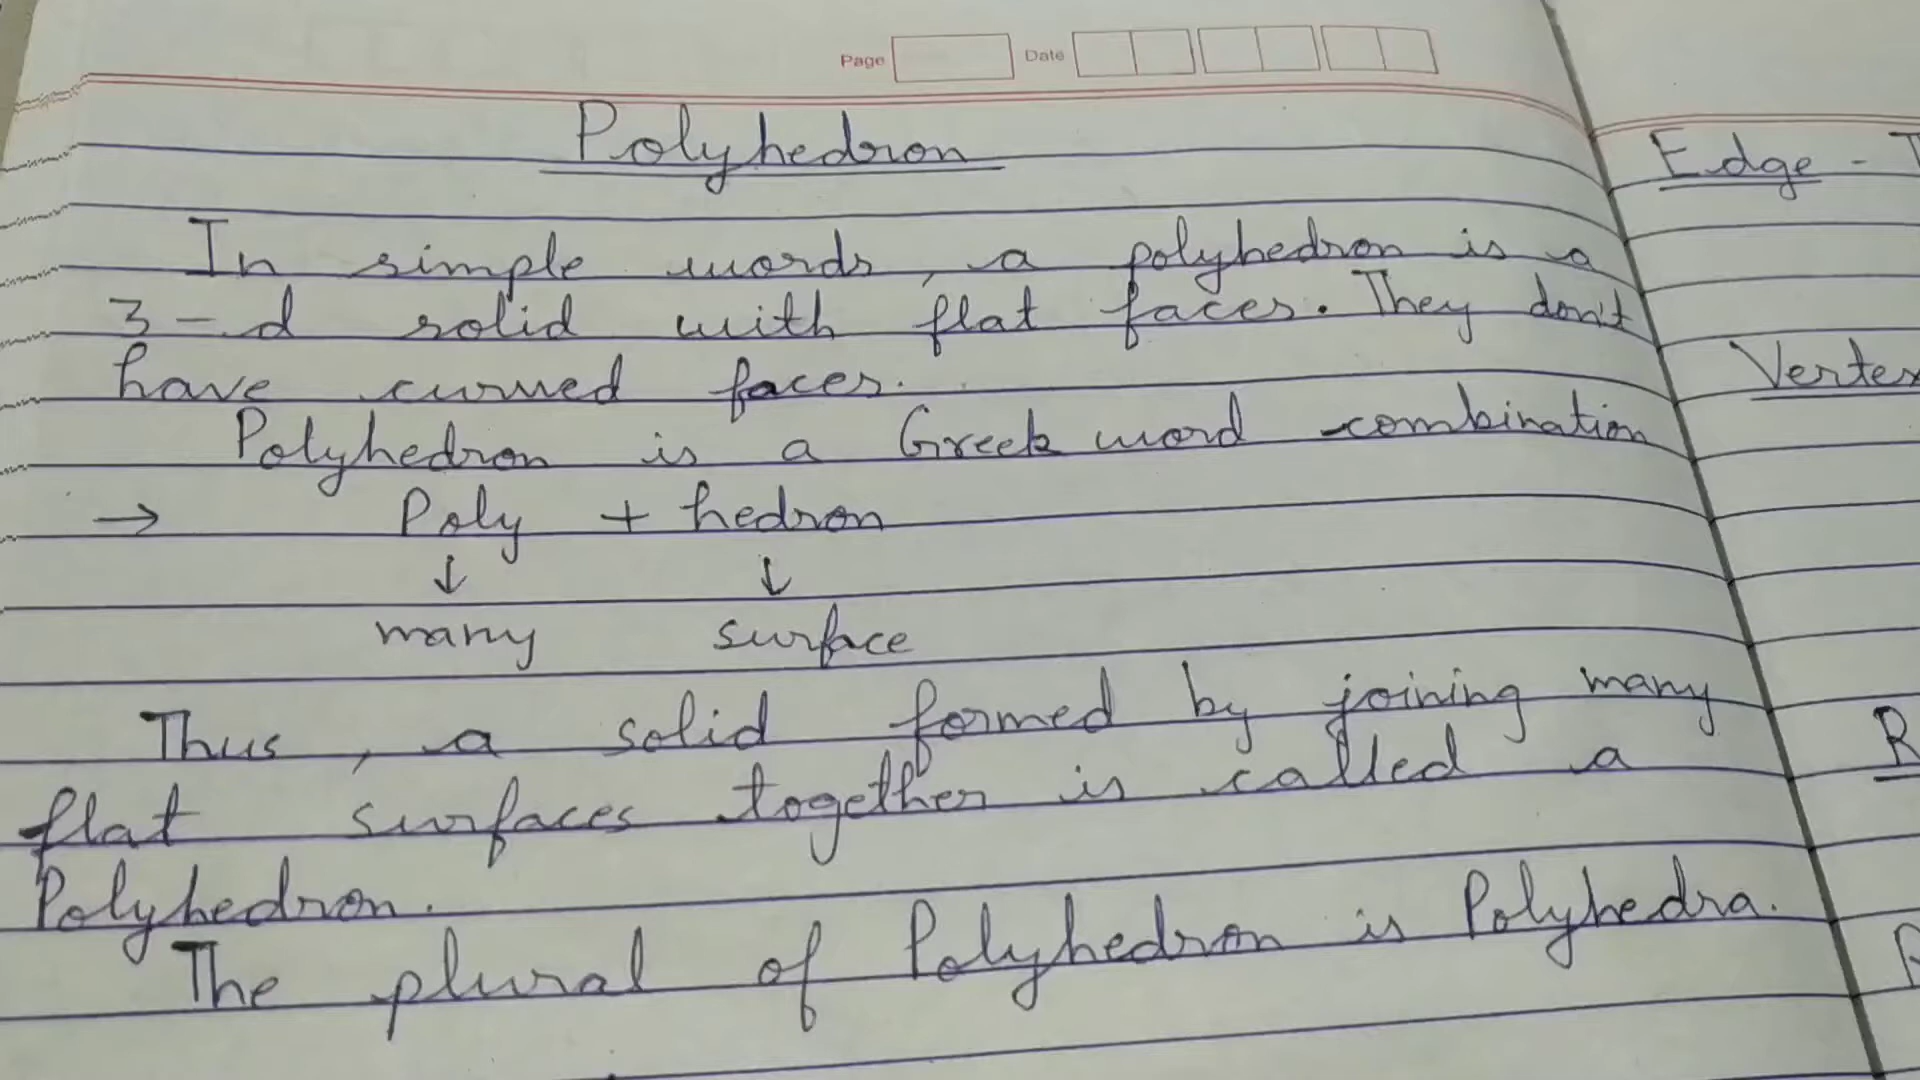 Page Date
Polyhedron
In simple words, a polyhedron is a
3-d solid with flat faces. They don't
have curved faces.
Polyhedron is a Greek word combination
→ Poly + hedron
↓ ↓
many surface
Thus, a solid formed by joining many
flat surfaces together is called a
Polyhedron.
The plural of Polyhedron is Polyhedra.
Edge -
Vertex